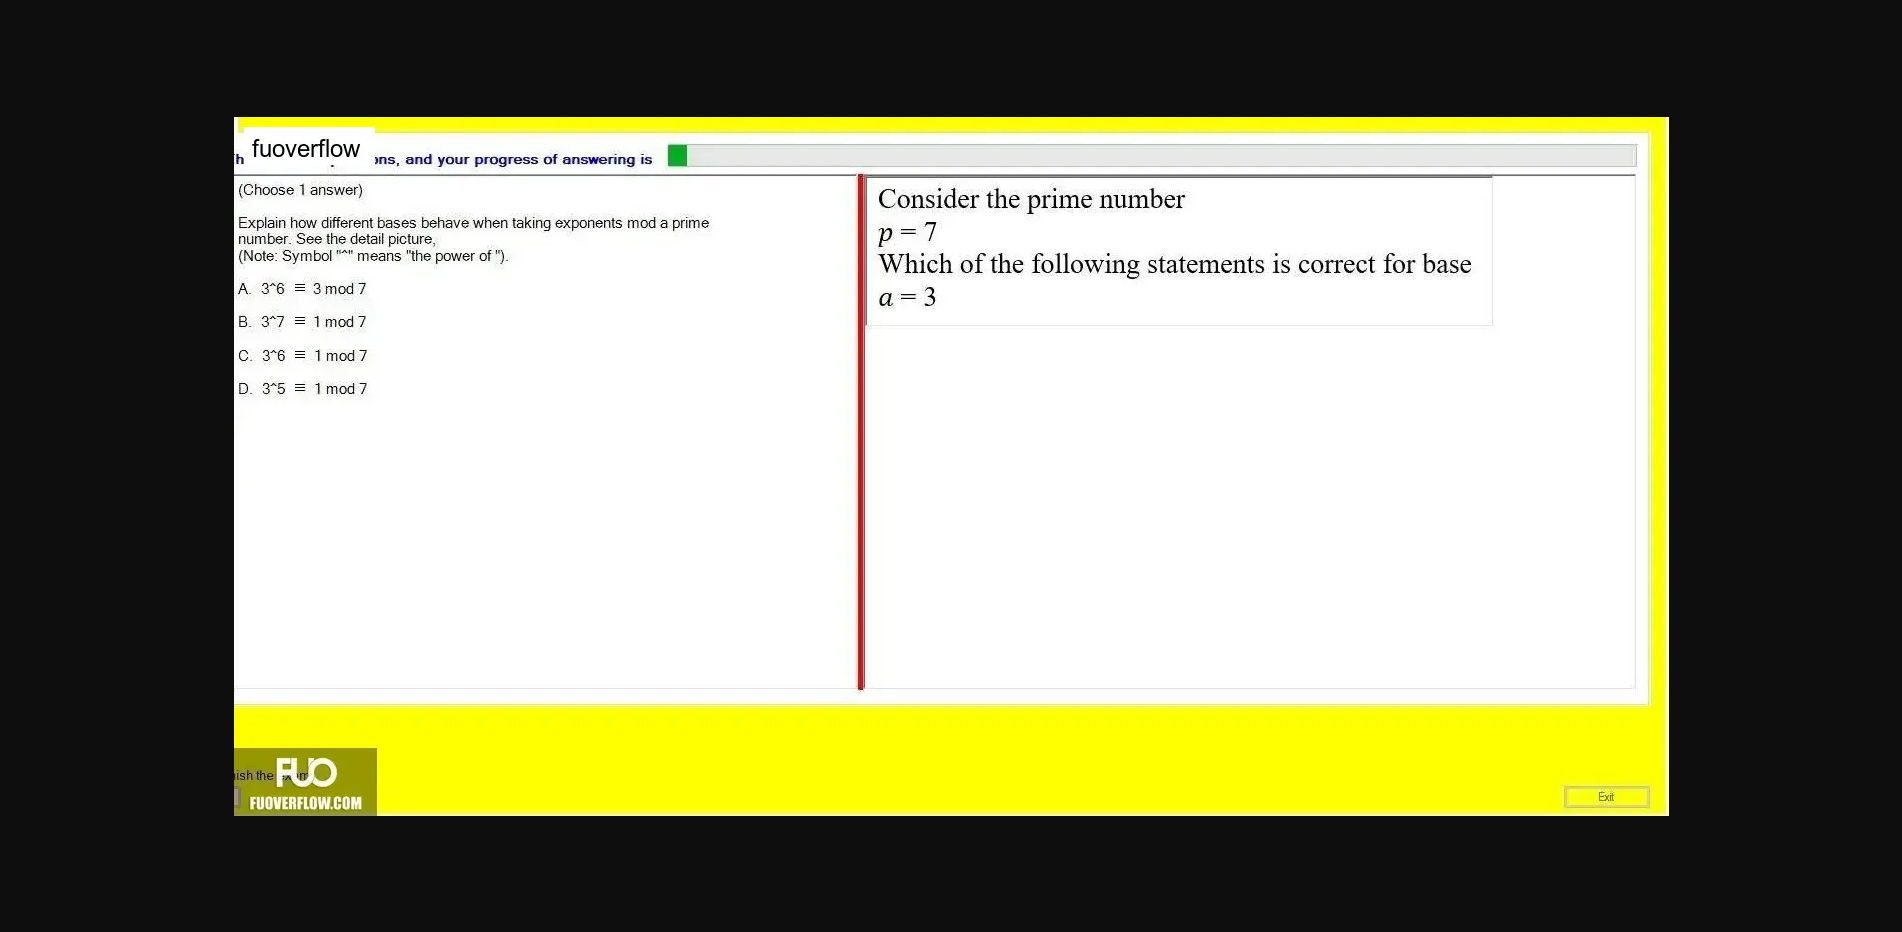 fuoverflow
ons, and your progress of answering is
(Choose 1 answer)
Explain how different bases behave when taking exponents mod a prime
number. See the detail picture,
(Note: Symbol "^" means "the power of ").
A. 3^6 ≡ 3 mod 7
B. 3^7 ≡ 1 mod 7
C. 3^6 ≡ 1 mod 7
D. 3^5 ≡ 1 mod 7
Consider the prime number
p = 7
Which of the following statements is correct for base
a = 3
ish the exam
FUO
FUOVERFLOW.COM
Exit